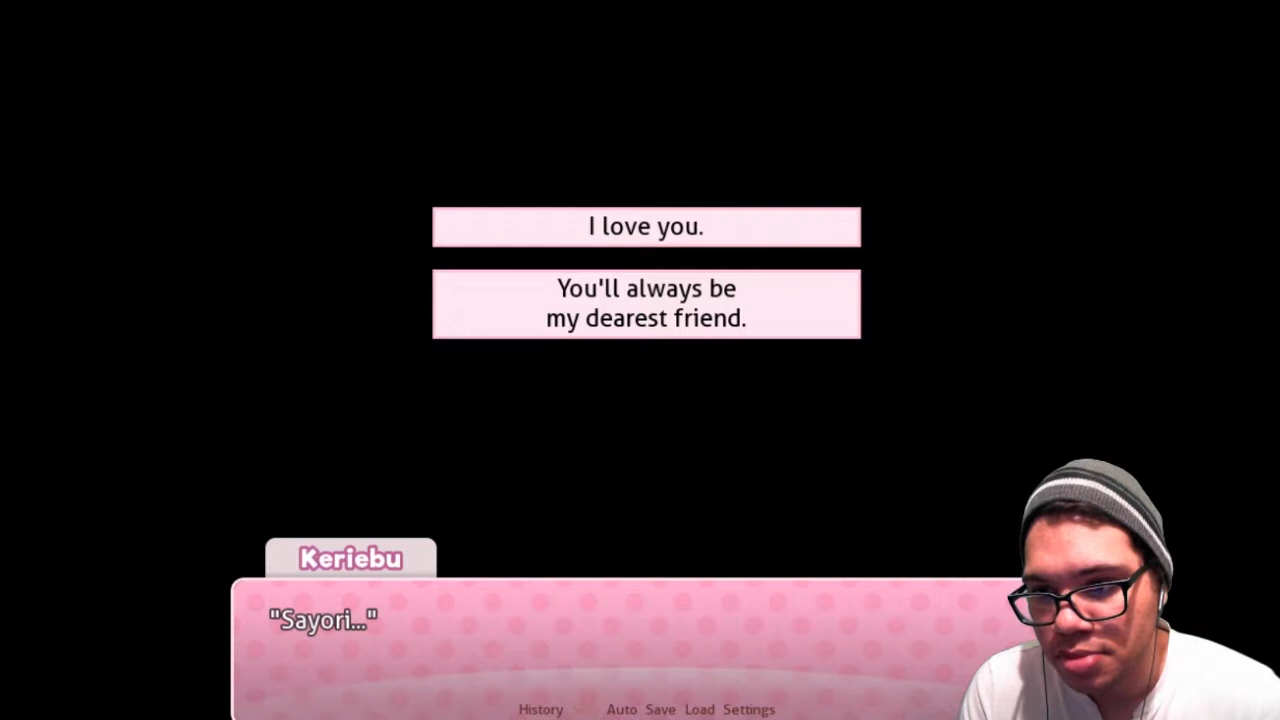 I love you.
You'll always be
my dearest friend.
Keriebu
"Sayori..."
History Auto Save Load Settings